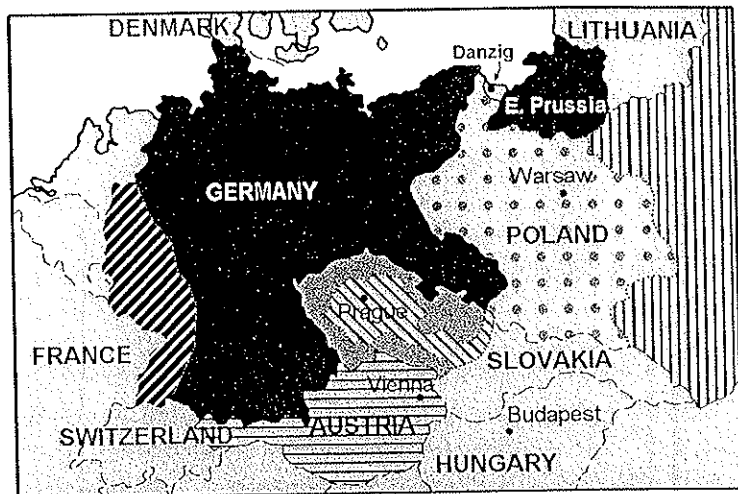 DENMARK
LITHUANIA
Danzig
E. Prussia
GERMANY
Warsaw
POLAND
Prague
FRANCE
SLOVAKIA
Vienna
Budapest
SWITZERLAND
AUSTRIA
HUNGARY